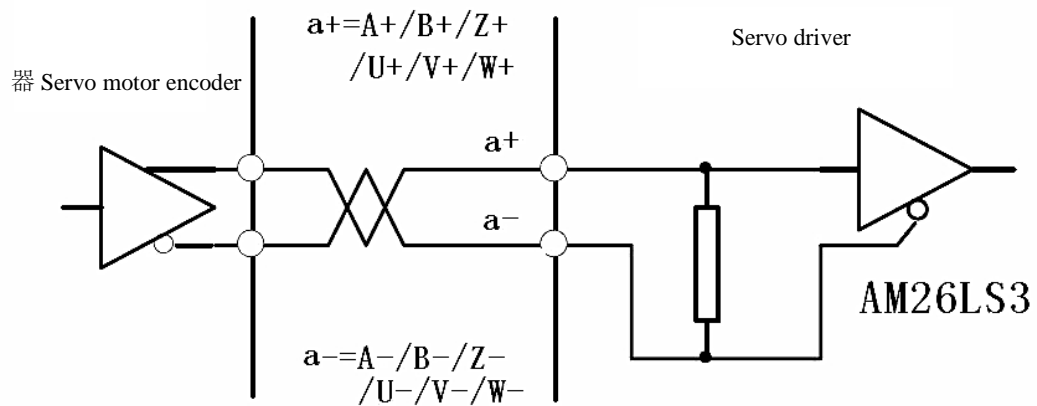 a+=A+/B+/Z+
/U+/V+/W+
Servo driver
器 Servo motor encoder
a+
a-
AM26LS3
a-=A-/B-/Z-
/U-/V-/W-